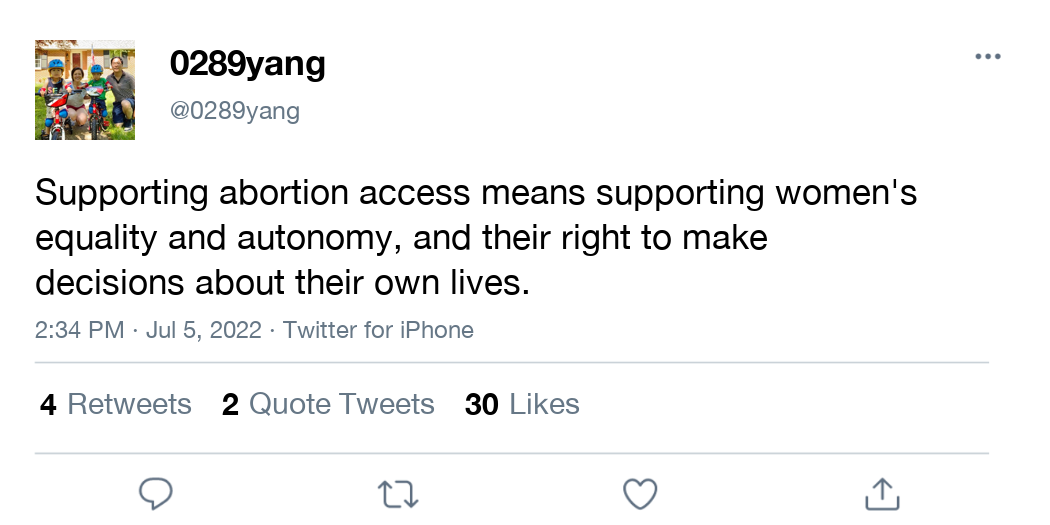 0289yang
@0289yang
Supporting abortion access means supporting women's
equality and autonomy, and their right to make
decisions about their own lives.
2:34 PM · Jul 5, 2022 · Twitter for iPhone
4 Retweets 2 Quote Tweets 30 Likes